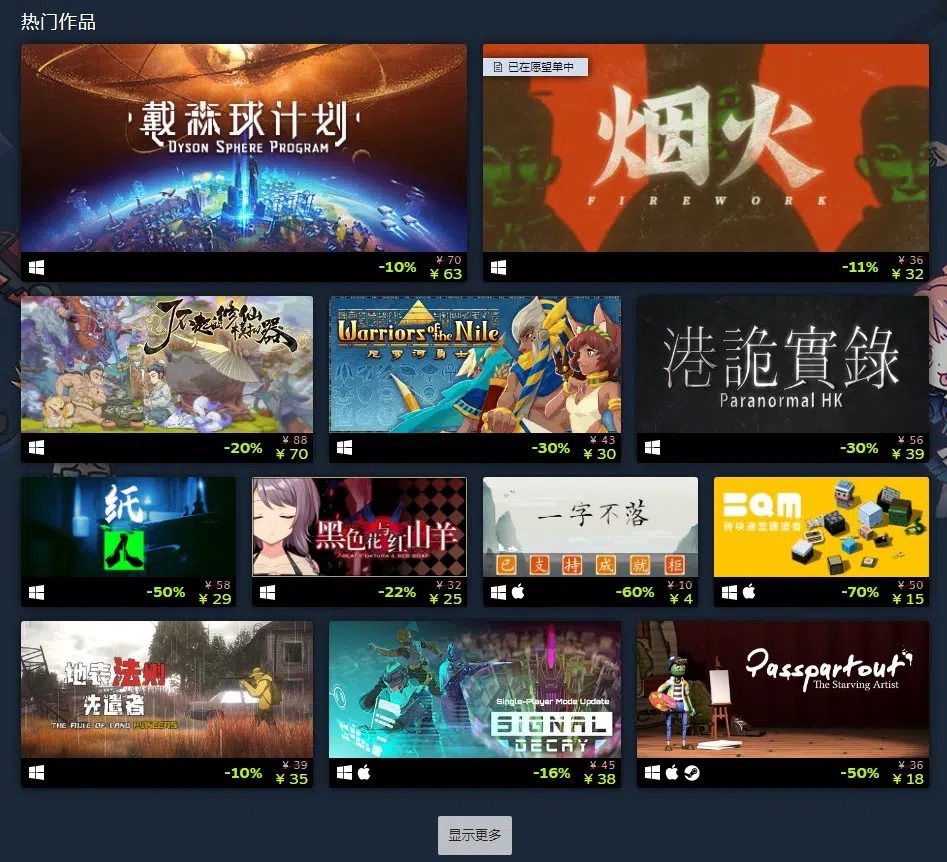 热门作品
戴森球计划
DYSON SPHERE PROGRAM
-10%
¥ 70
¥ 63
已在愿望单中
烟火
FIREWORK
-11%
¥ 36
¥ 32
了不起的修仙模拟器
-20%
¥ 88
¥ 70
Warriors of the Nile
尼罗河勇士
-30%
¥ 43
¥ 30
港詭實錄
Paranormal HK
-30%
¥ 56
¥ 39
纸人
-50%
¥ 58
¥ 29
黑色花与红山羊
BLACK DATURA & RED GOAT
-22%
¥ 32
¥ 25
一字不落
已支持成就柜
-60%
¥ 10
¥ 4
BQM
砖块迷宫建造者
-70%
¥ 50
¥ 15
地表法则
先遣者
THE RULE OF LAND PIONEERS
-10%
¥ 39
¥ 35
Single-Player Mode Update
SIGNAL
DECAY
-16%
¥ 45
¥ 38
Passpartout
The Starving Artist
-50%
¥ 36
¥ 18
显示更多